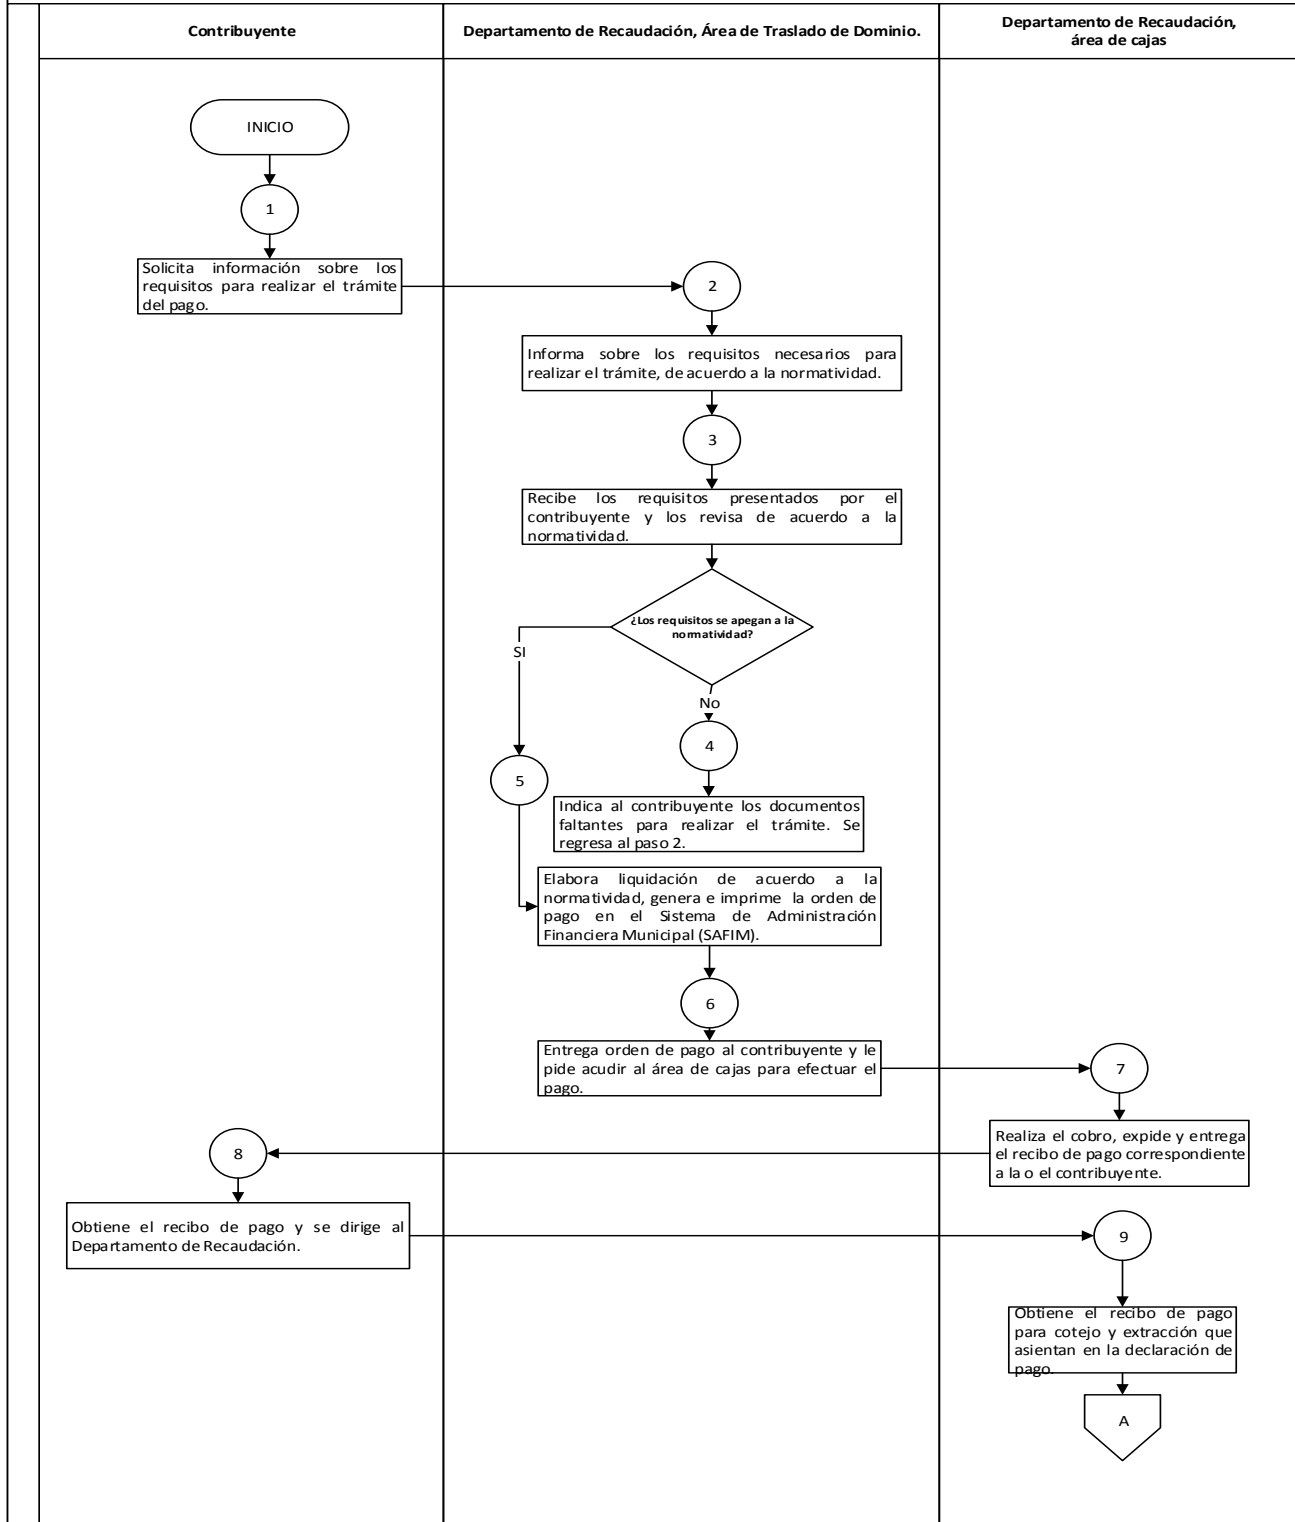 Contribuyente
Departamento de Recaudación, Área de Traslado de Dominio.
Departamento de Recaudación,
área de cajas
INICIO
1
Solicita información sobre los
requisitos para realizar el trámite
del pago.
2
Informa sobre los requisitos necesarios para
realizar el trámite, de acuerdo a la normatividad.
3
Recibe los requisitos presentados por el
contribuyente y los revisa de acuerdo a la
normatividad.
¿Los requisitos se apegan a la
normatividad?
SI
No
4
5
Indica al contribuyente los documentos
faltantes para realizar el trámite. Se
regresa al paso 2.
Elabora liquidación de acuerdo a la
normatividad, genera e imprime la orden de
pago en el Sistema de Administración
Financiera Municipal (SAFIM).
6
Entrega orden de pago al contribuyente y le
pide acudir al área de cajas para efectuar el
pago.
7
Realiza el cobro, expide y entrega
el recibo de pago correspondiente
a la o el contribuyente.
8
Obtiene el recibo de pago y se dirige al
Departamento de Recaudación.
9
Obtiene el recibo de pago
para cotejo y extracción que
asientan en la declaración de
pago.
A